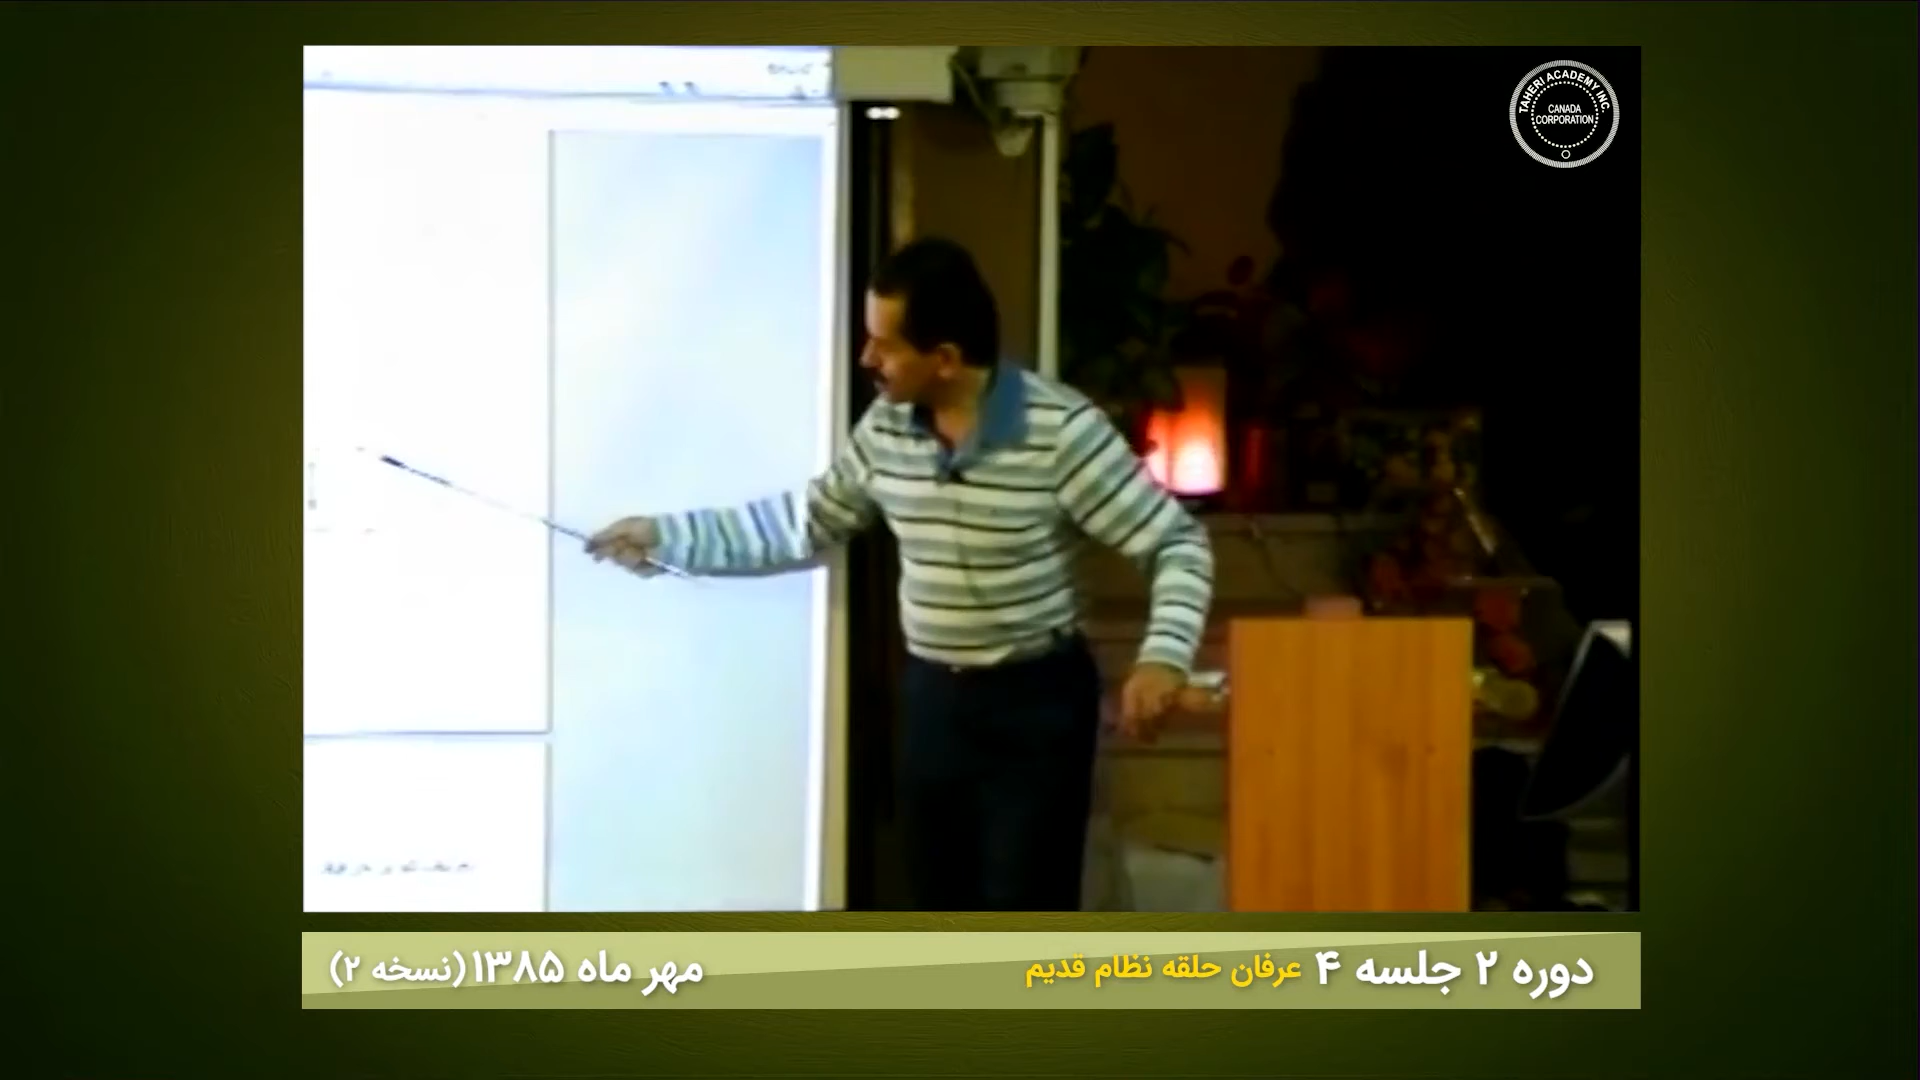 TAHERI ACADEMY INC.
CANADA
CORPORATION
دوره ۲ جلسه ۴ عرفان حلقه نظام قدیم
مهر ماه ۱۳۸۵ (نسخه ۲)